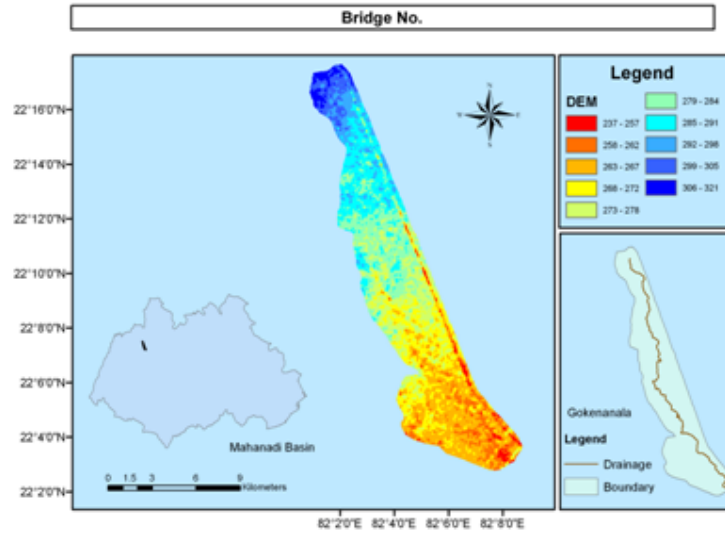 Bridge No.
22°16'0"N
22°14'0"N
22°12'0"N
22°10'0"N
22°8'0"N
22°6'0"N
22°4'0"N
22°2'0"N
82°2'0"E
82°4'0"E
82°6'0"E
82°8'0"E
N
Mahanadi Basin
0 1.5 3 6 9
Kilometers
Legend
DEM
237 - 257
258 - 262
263 - 267
268 - 272
273 - 278
279 - 284
285 - 291
292 - 298
299 - 305
306 - 321
Gokenanala
Legend
Drainage
Boundary